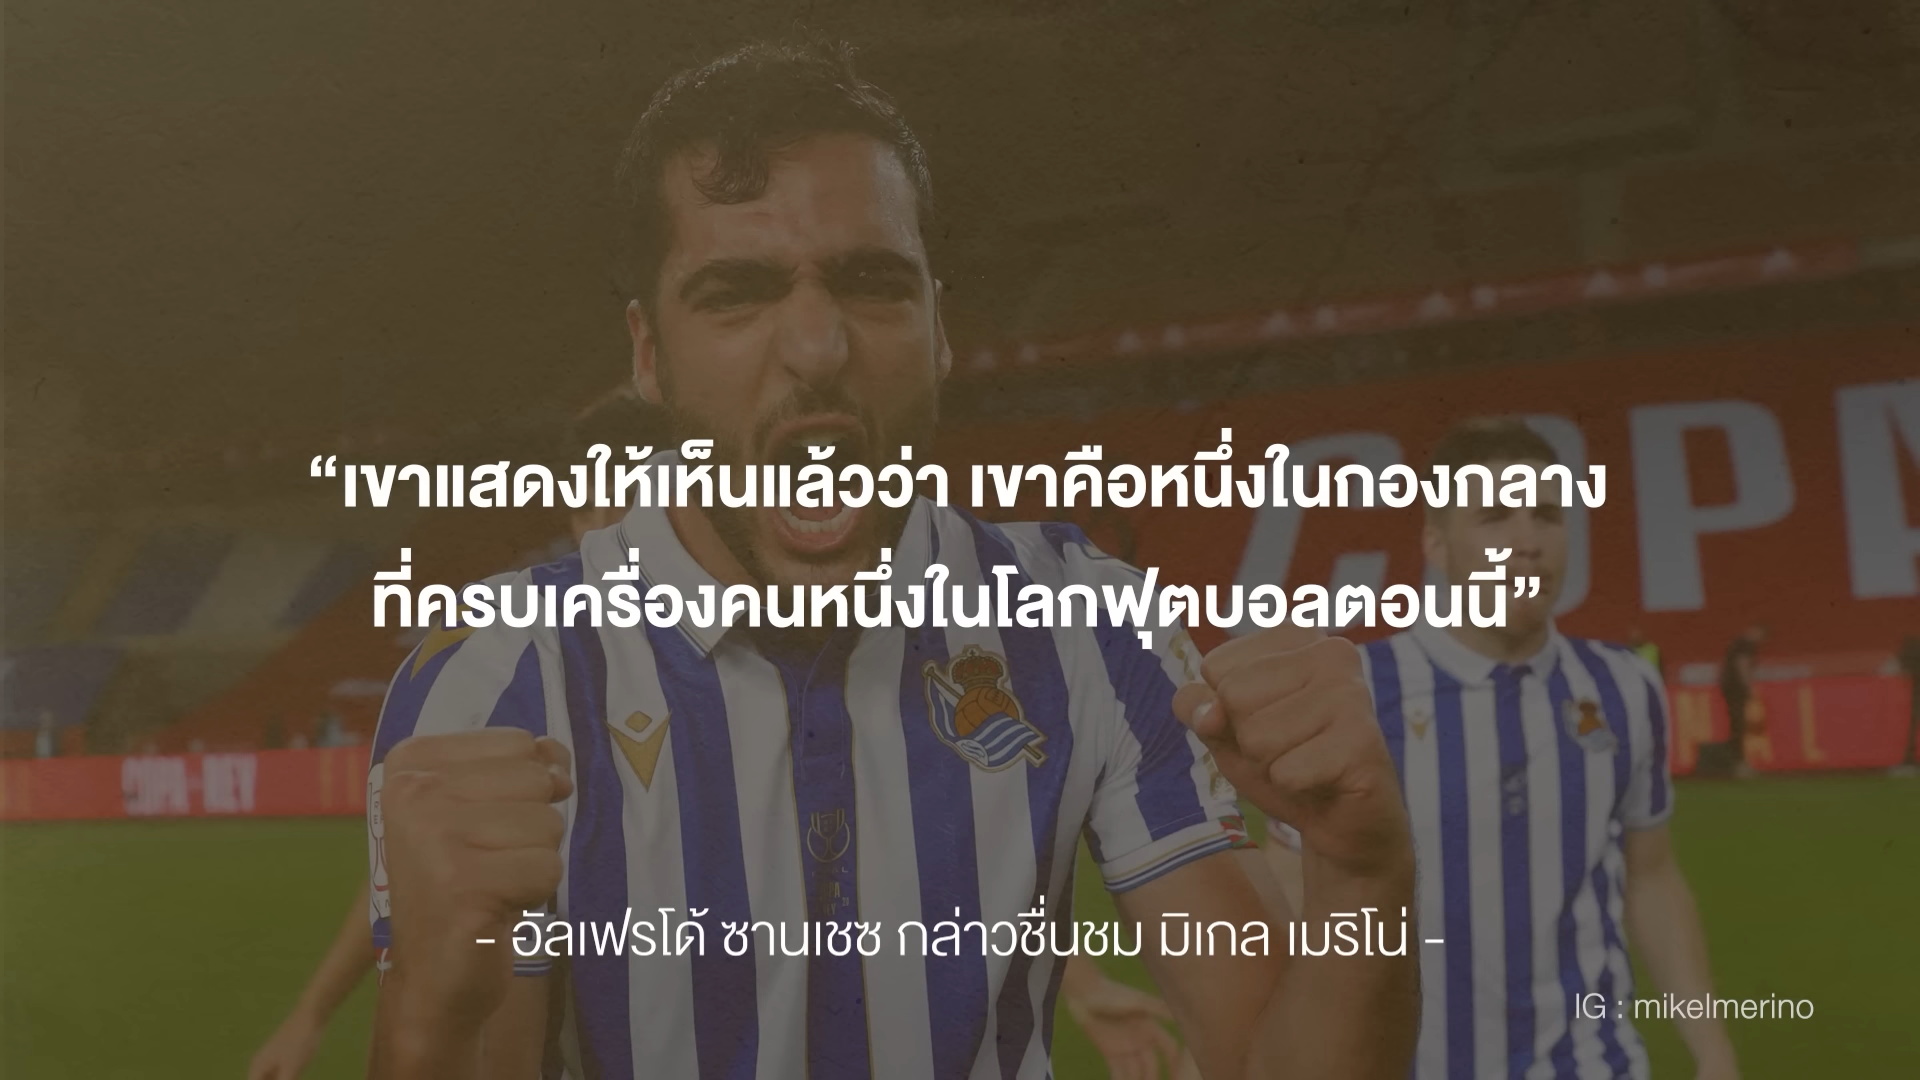 “เขาแสดงให้เห็นแล้วว่า เขาคือหนึ่งในกองกลาง
ที่ครบเครื่องคนหนึ่งในโลกฟุตบอลตอนนี้”
COPA
COPA DEL REY
- อัลเฟรโด้ ซานเชซ กล่าวชื่นชม มิเกล เมริโน่ -
IG : mikelmerino